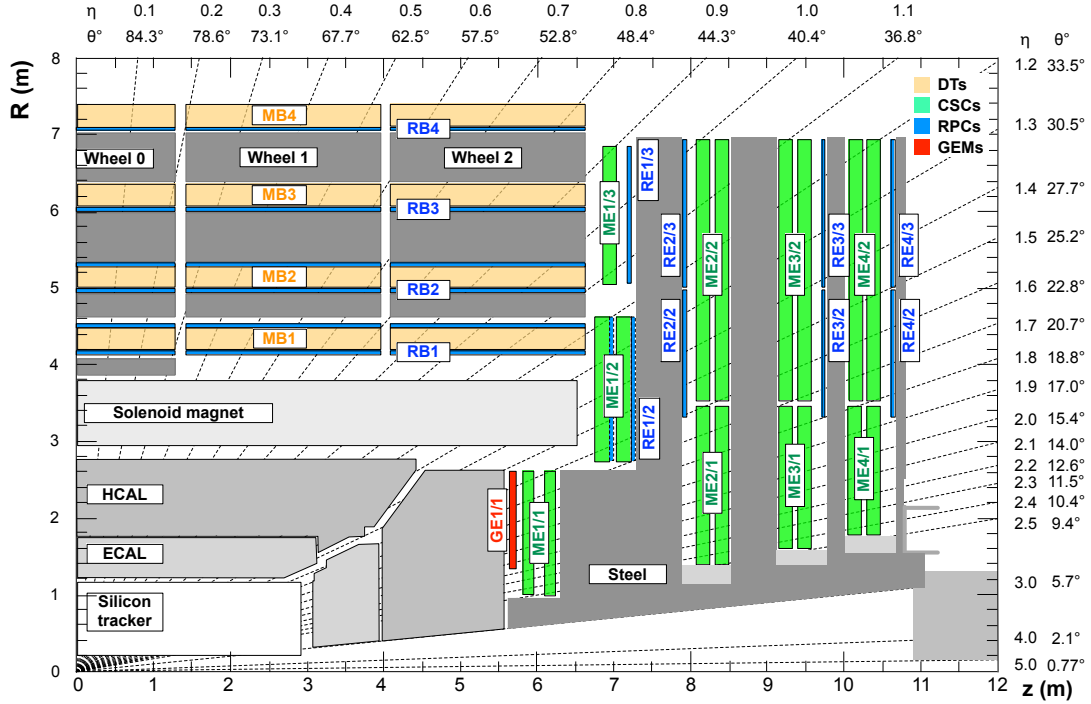 η 0.1 0.2 0.3 0.4 0.5 0.6 0.7 0.8 0.9 1.0 1.1
θ° 84.3° 78.6° 73.1° 67.7° 62.5° 57.5° 52.8° 48.4° 44.3° 40.4° 36.8° η θ°
R (m)
8
7
6
5
4
3
2
1
0
1.2 33.5°
1.3 30.5°
1.4 27.7°
1.5 25.2°
1.6 22.8°
1.7 20.7°
1.8 18.8°
1.9 17.0°
2.0 15.4°
2.1 14.0°
2.2 12.6°
2.3 11.5°
2.4 10.4°
2.5 9.4°
3.0 5.7°
4.0 2.1°
5.0 0.77°
DTs
CSCs
RPCs
GEMs
MB4
RB4
Wheel 0
Wheel 1
Wheel 2
MB3
RB3
MB2
RB2
MB1
RB1
Solenoid magnet
HCAL
ECAL
Silicon
tracker
Steel
GE1/1
ME1/1
ME1/2
ME1/3
RE1/2
RE1/3
RE2/2
RE2/3
ME2/1
ME2/2
ME3/1
ME3/2
RE3/2
RE3/3
ME4/1
ME4/2
RE4/2
RE4/3
0 1 2 3 4 5 6 7 8 9 10 11 12
z (m)